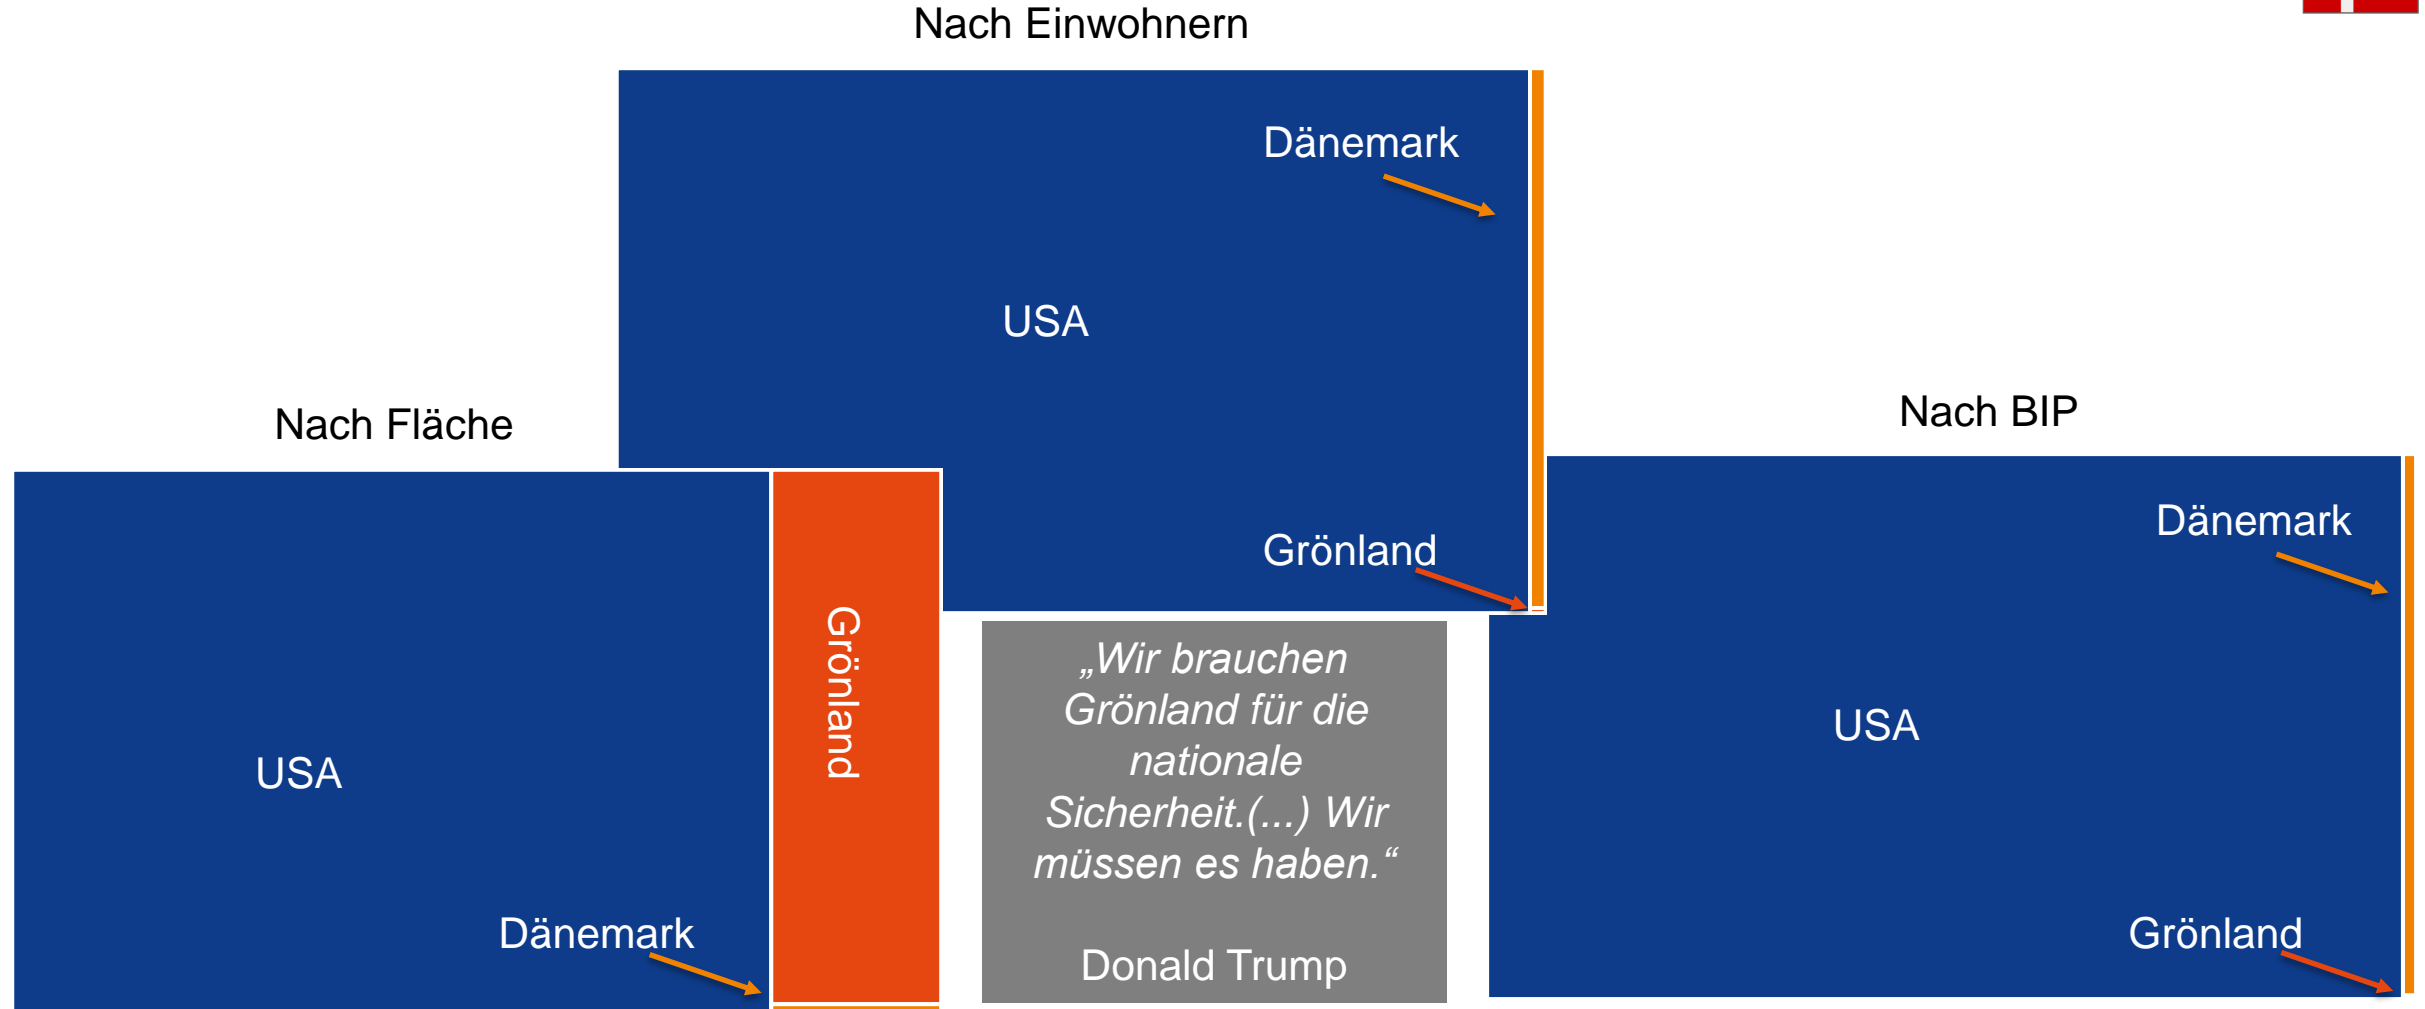 Nach Einwohnern
Dänemark
USA
Grönland
Nach Fläche
USA
Grönland
Dänemark
„Wir brauchen
Grönland für die
nationale
Sicherheit.(...) Wir
müssen es haben.“
Donald Trump
Nach BIP
Dänemark
USA
Grönland